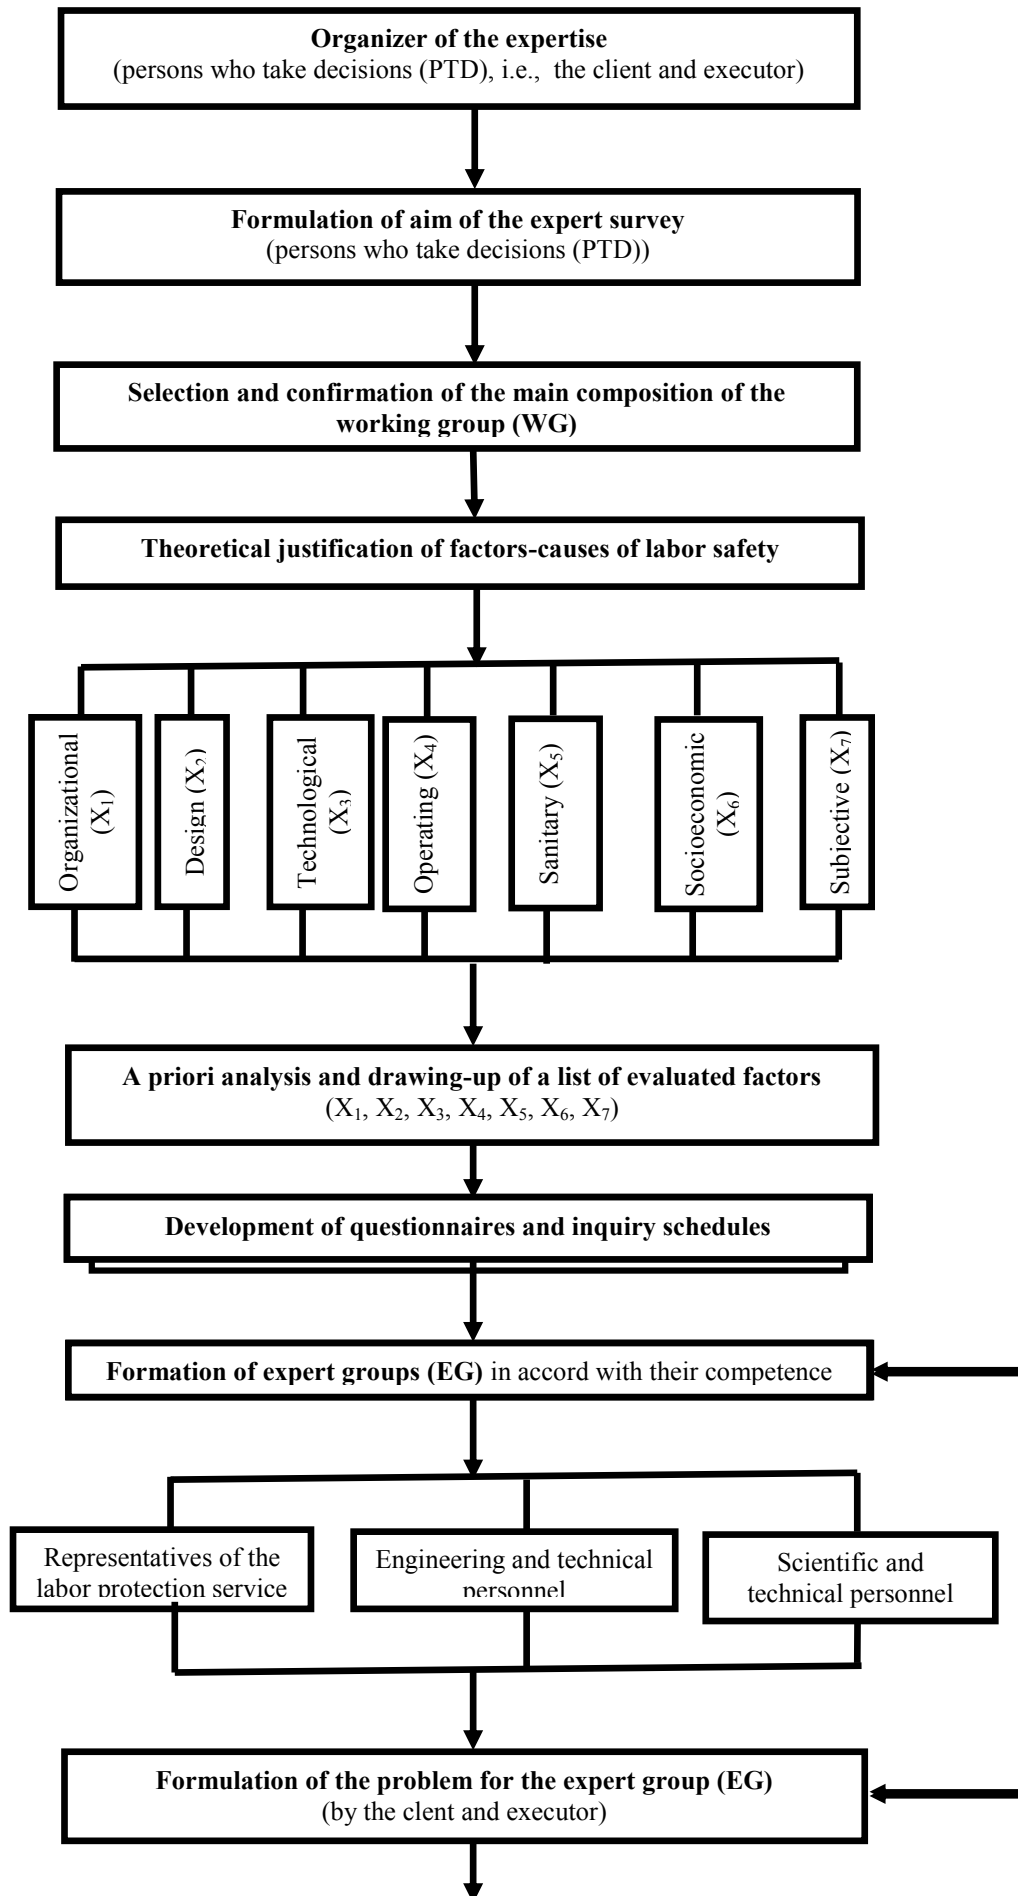 Organizer of the expertise
(persons who take decisions (PTD), i.e., the client and executor)
Formulation of aim of the expert survey
(persons who take decisions (PTD))
Selection and confirmation of the main composition of the
working group (WG)
Theoretical justification of factors-causes of labor safety
Organizational
(X₁)
Design (X₂)
Technological
(X₃)
Operating (X₄)
Sanitary (X₅)
Socioeconomic
(X₆)
Subjective (X₇)
A priori analysis and drawing-up of a list of evaluated factors
(X₁, X₂, X₃, X₄, X₅, X₆, X₇)
Development of questionnaires and inquiry schedules
Formation of expert groups (EG) in accord with their competence
Representatives of the
labor protection service
Engineering and technical
personnel
Scientific and
technical personnel
Formulation of the problem for the expert group (EG)
(by the clent and executor)